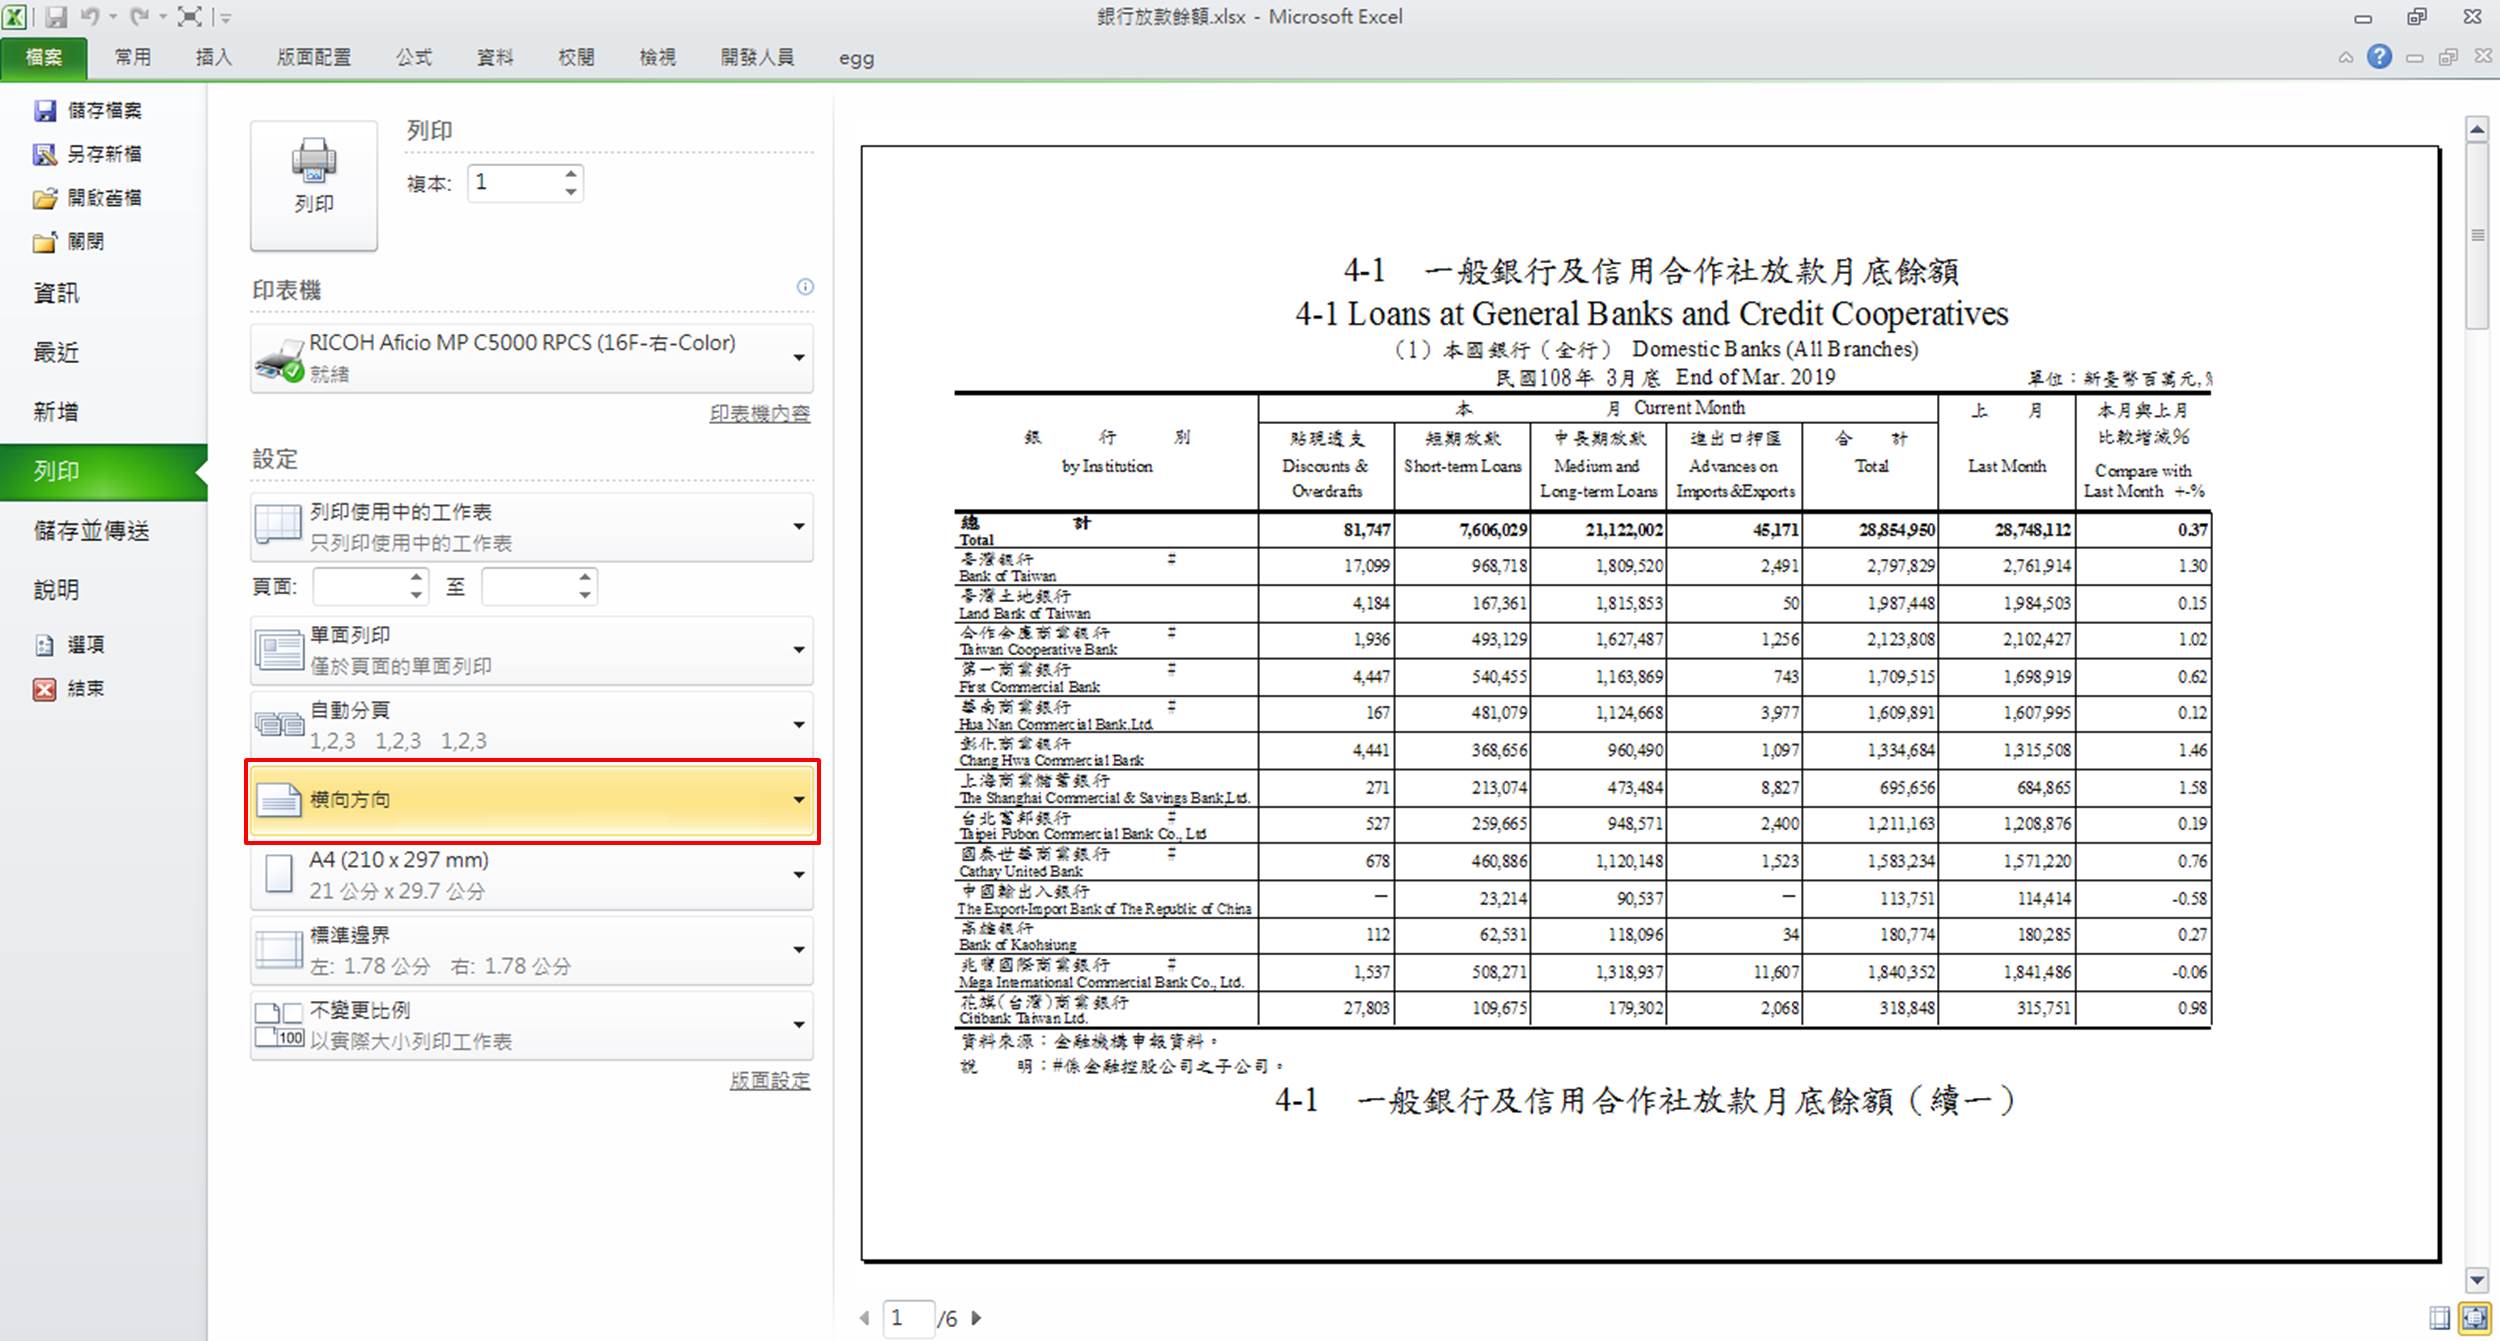 銀行放款餘額.xlsx - Microsoft Excel
檔案 常用 插入 版面配置 公式 資料 校閱 檢視 開發人員 egg
儲存檔案
另存新檔
開啟舊檔
關閉
資訊
最近
新增
列印
儲存並傳送
說明
選項
結束
列印
列印
複本: 1
印表機
RICOH Aficio MP C5000 RPCS (16F-右-Color)
就緒
印表機內容
設定
列印使用中的工作表
只列印使用中的工作表
頁面: 至
單面列印
僅於頁面的單面列印
自動分頁
1,2,3 1,2,3 1,2,3
橫向方向
A4 (210 x 297 mm)
21 公分 x 29.7 公分
標準邊界
左: 1.78 公分 右: 1.78 公分
不變更比例
100
以實際大小列印工作表
版面設定
4-1 一般銀行及信用合作社放款月底餘額
4-1 Loans at General Banks and Credit Cooperatives
（1）本國銀行（全行） Domestic Banks (All Branches)
民國108年 3月底 End of Mar. 2019 單位：新臺幣百萬元,%
本 月 Current Month
銀 行 別
by Institution
貼現透支
Discounts &
Overdrafts
短期放款
Short-term Loans
中長期放款
Medium and
Long-term Loans
進出口押匯
Advances on
Imports &Exports
合 計
Total
上 月
Last Month
本月與上月
比較增減%
Compare with
Last Month +-%
總 計
Total 81,747 7,606,029 21,122,002 45,171 28,854,950 28,748,112 0.37
臺灣銀行 #
Bank of Taiwan 17,099 968,718 1,809,520 2,491 2,797,829 2,761,914 1.30
臺灣土地銀行
Land Bank of Taiwan 4,184 167,361 1,815,853 50 1,987,448 1,984,503 0.15
合作金庫商業銀行 #
Taiwan Cooperative Bank 1,936 493,129 1,627,487 1,256 2,123,808 2,102,427 1.02
第一商業銀行 #
First Commercial Bank 4,447 540,455 1,163,869 743 1,709,515 1,698,919 0.62
華南商業銀行 #
Hua Nan Commercial Bank,Ltd. 167 481,079 1,124,668 3,977 1,609,891 1,607,995 0.12
彰化商業銀行
Chang Hwa Commercial Bank 4,441 368,656 960,490 1,097 1,334,684 1,315,508 1.46
上海商業儲蓄銀行
The Shanghai Commercial & Savings Bank,Ltd. 271 213,074 473,484 8,827 695,656 684,865 1.58
台北富邦銀行 #
Taipei Fubon Commercial Bank Co., Ltd 527 259,665 948,571 2,400 1,211,163 1,208,876 0.19
國泰世華商業銀行 #
Cathay United Bank 678 460,886 1,120,148 1,523 1,583,234 1,571,220 0.76
中國輸出入銀行
The Export-Import Bank of The Republic of China — 23,214 90,537 — 113,751 114,414 -0.58
高雄銀行
Bank of Kaohsiung 112 62,531 118,096 34 180,774 180,285 0.27
兆豐國際商業銀行 #
Mega International Commercial Bank Co., Ltd. 1,537 508,271 1,318,937 11,607 1,840,352 1,841,486 -0.06
花旗(台灣)商業銀行
Citibank Taiwan Ltd. 27,803 109,675 179,302 2,068 318,848 315,751 0.98
資料來源：金融機構申報資料。
說 明：#係金融控股公司之子公司。
4-1 一般銀行及信用合作社放款月底餘額（續一）
1 /6